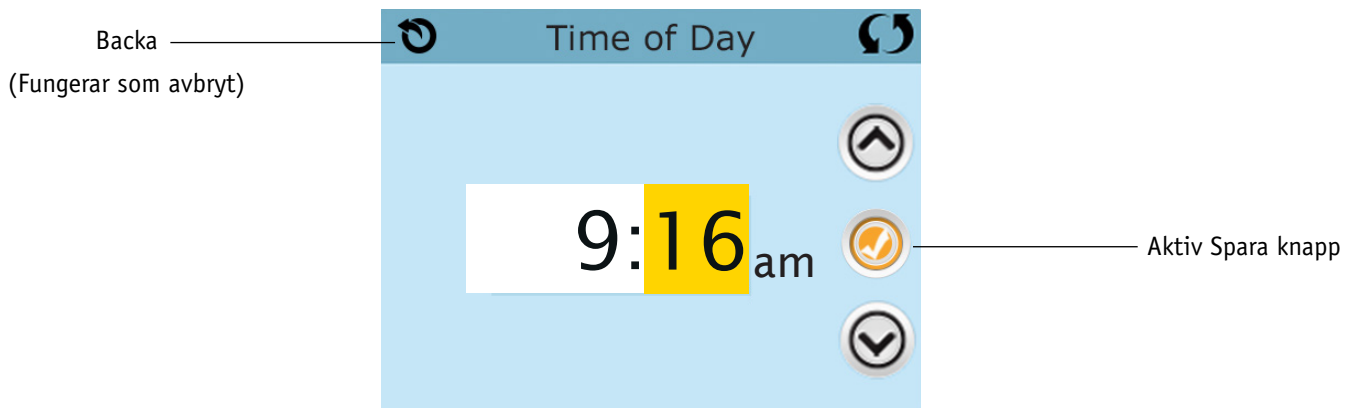 Backa
(Fungerar som avbryt)
Time of Day
9:16 am
Aktiv Spara knapp